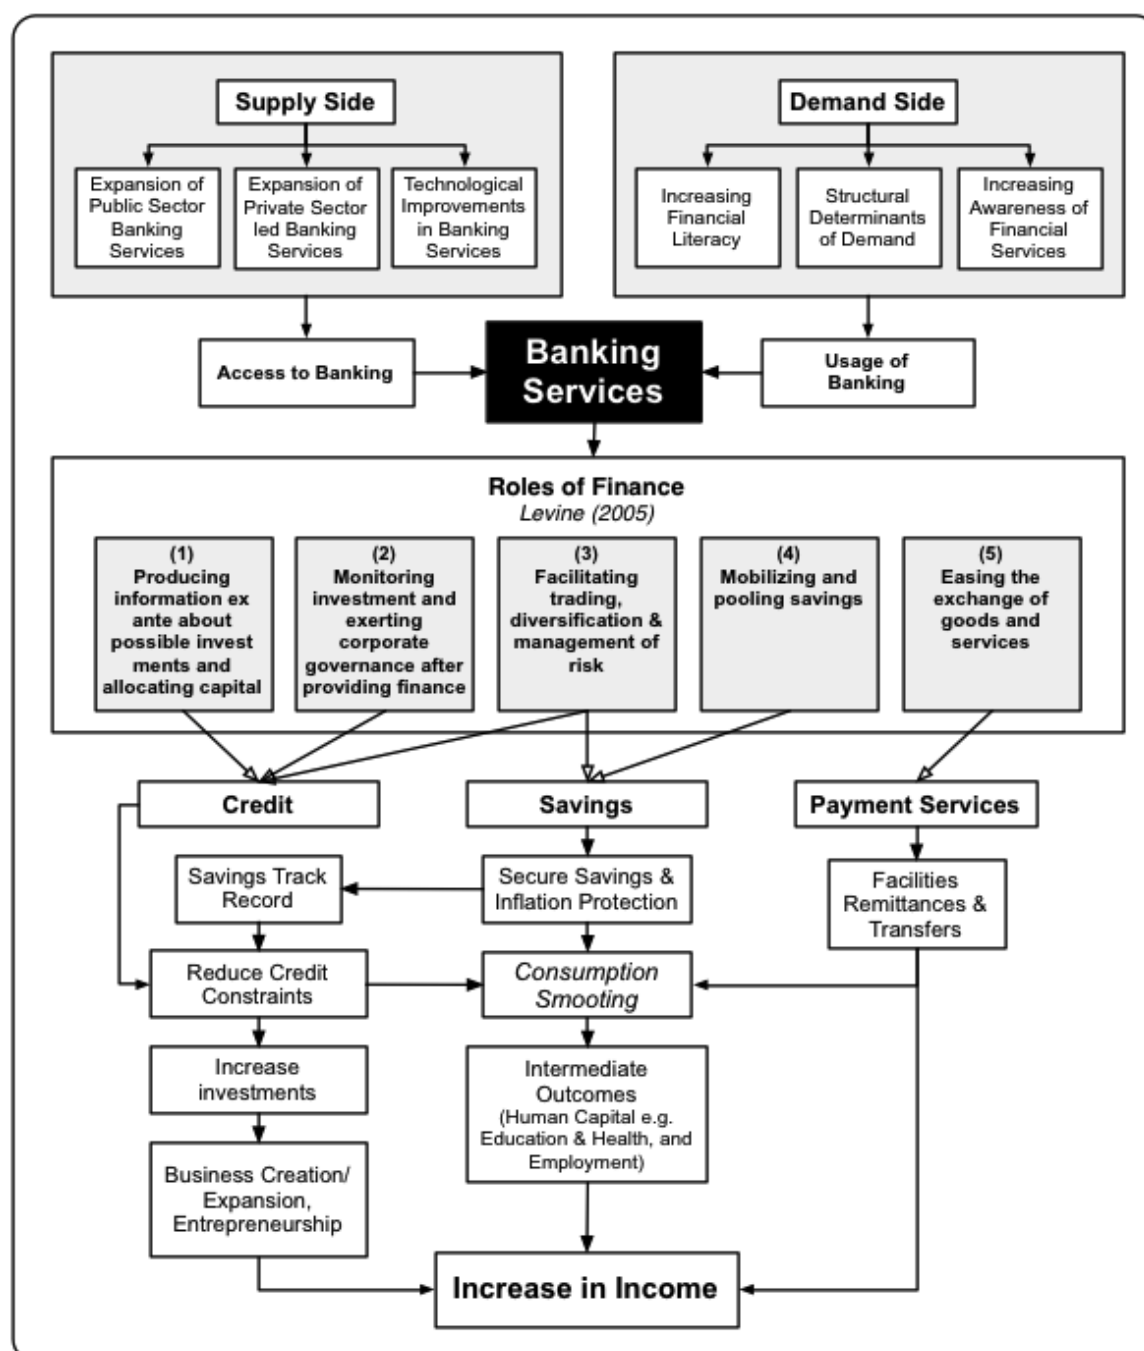 Supply Side
Expansion of
Public Sector
Banking
Services
Expansion of
Private Sector
led Banking
Services
Technological
Improvements
in Banking
Services
Demand Side
Increasing
Financial
Literacy
Structural
Determinants
of Demand
Increasing
Awareness of
Financial
Services
Access to Banking
Banking
Services
Usage of
Banking
Roles of Finance
Levine (2005)
(1)
Producing
information ex
ante about
possible invest
ments and
allocating capital
(2)
Monitoring
investment and
exerting
corporate
governance after
providing finance
(3)
Facilitating
trading,
diversification &
management of
risk
(4)
Mobilizing and
pooling savings
(5)
Easing the
exchange of
goods and
services
Credit
Savings
Payment Services
Savings Track
Record
Secure Savings &
Inflation Protection
Facilities
Remittances &
Transfers
Reduce Credit
Constraints
Consumption
Smooting
Increase
investments
Intermediate
Outcomes
(Human Capital e.g.
Education & Health, and
Employment)
Business Creation/
Expansion,
Entrepreneurship
Increase in Income